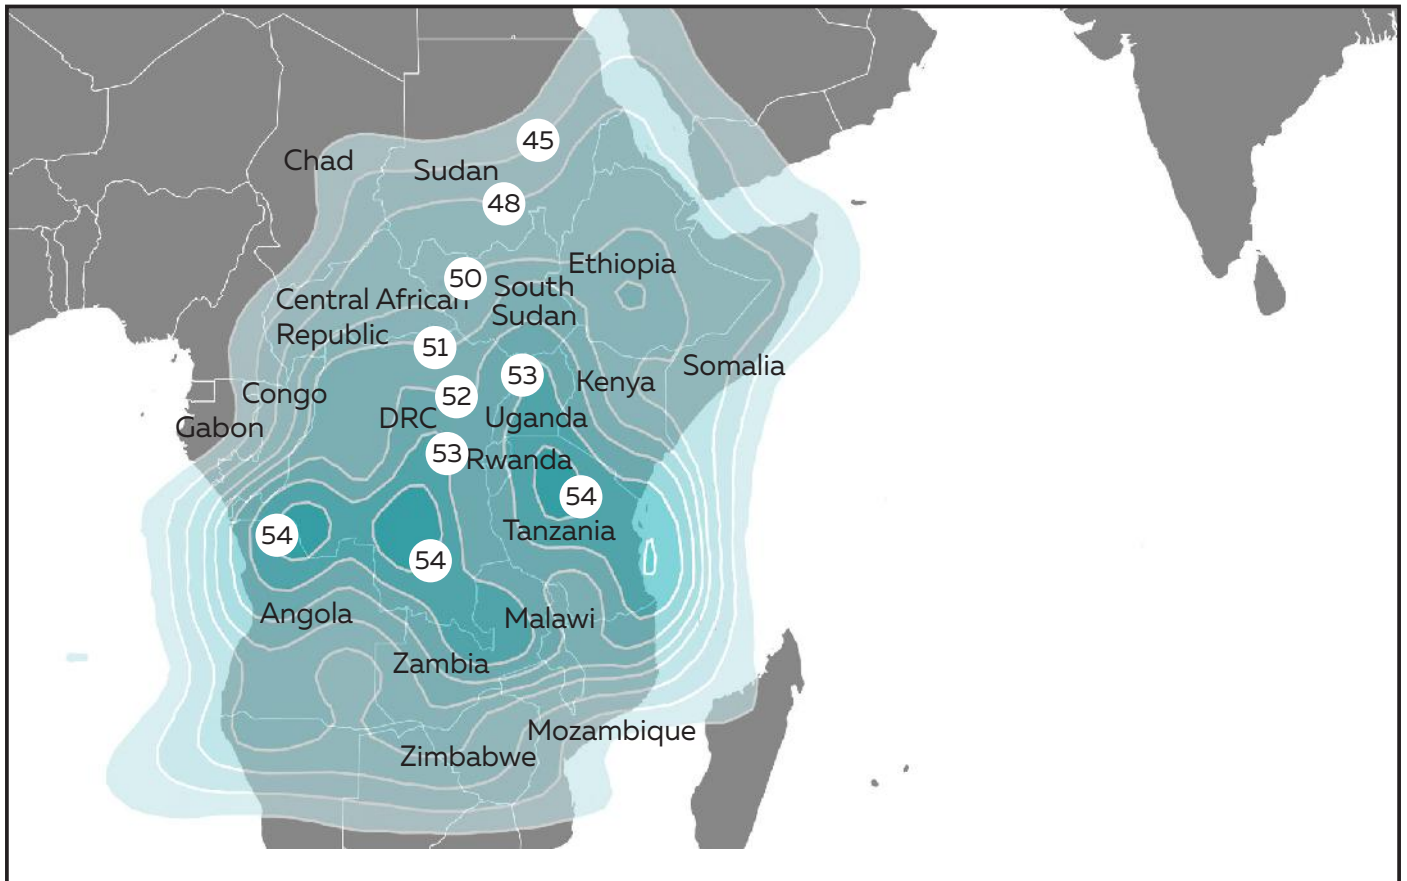 45
Chad
Sudan
48
Ethiopia
50
South
Sudan
Central African
Republic
51
Somalia
53
Kenya
Congo
52
DRC
Uganda
Gabon
53
Rwanda
54
Tanzania
54
54
Angola
Malawi
Zambia
Mozambique
Zimbabwe